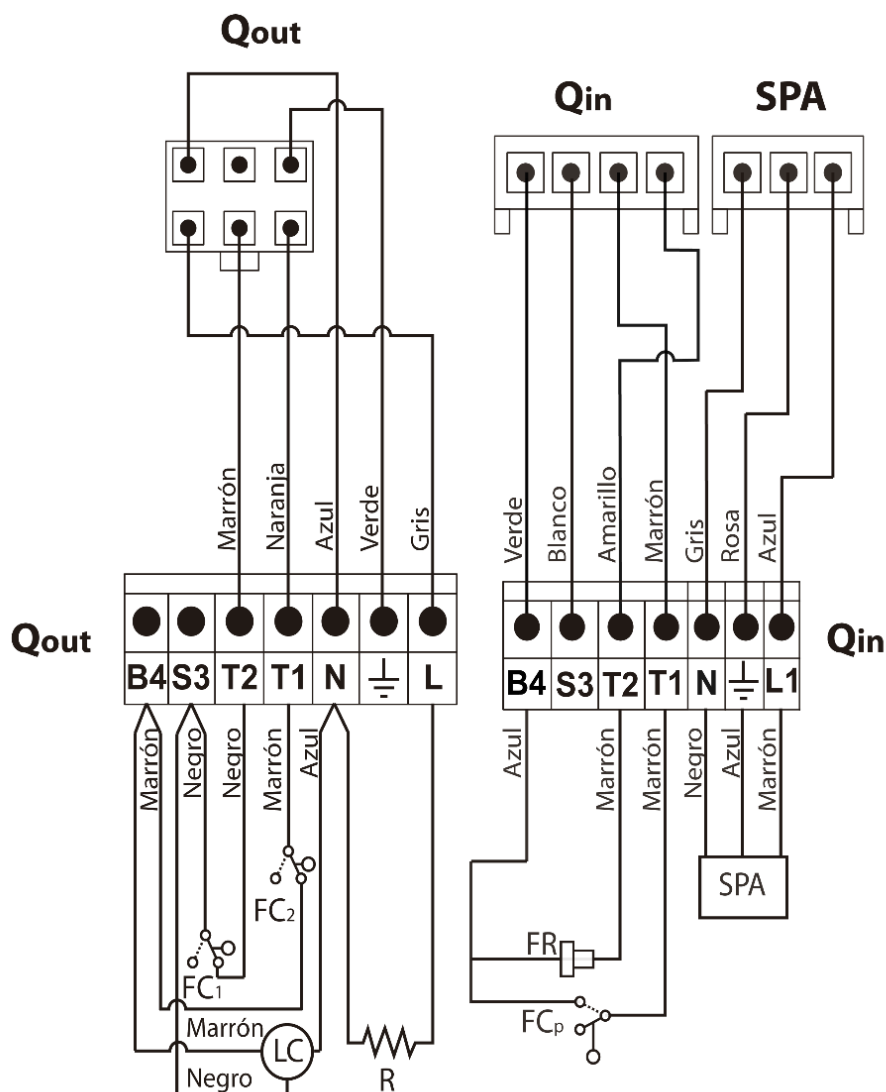 Qout
Qin
SPA
Marrón
Naranja
Azul
Verde
Gris
Verde
Blanco
Amarillo
Marrón
Gris
Rosa
Azul
Qout
B4 S3 T2 T1 N L
B4 S3 T2 T1 N L1
Qin
Marrón
Negro
Negro
Marrón
Azul
Azul
Marrón
Marrón
Negro
Azul
Marrón
FC2
SPA
FC1
FR
FCp
Marrón
LC
Negro
R